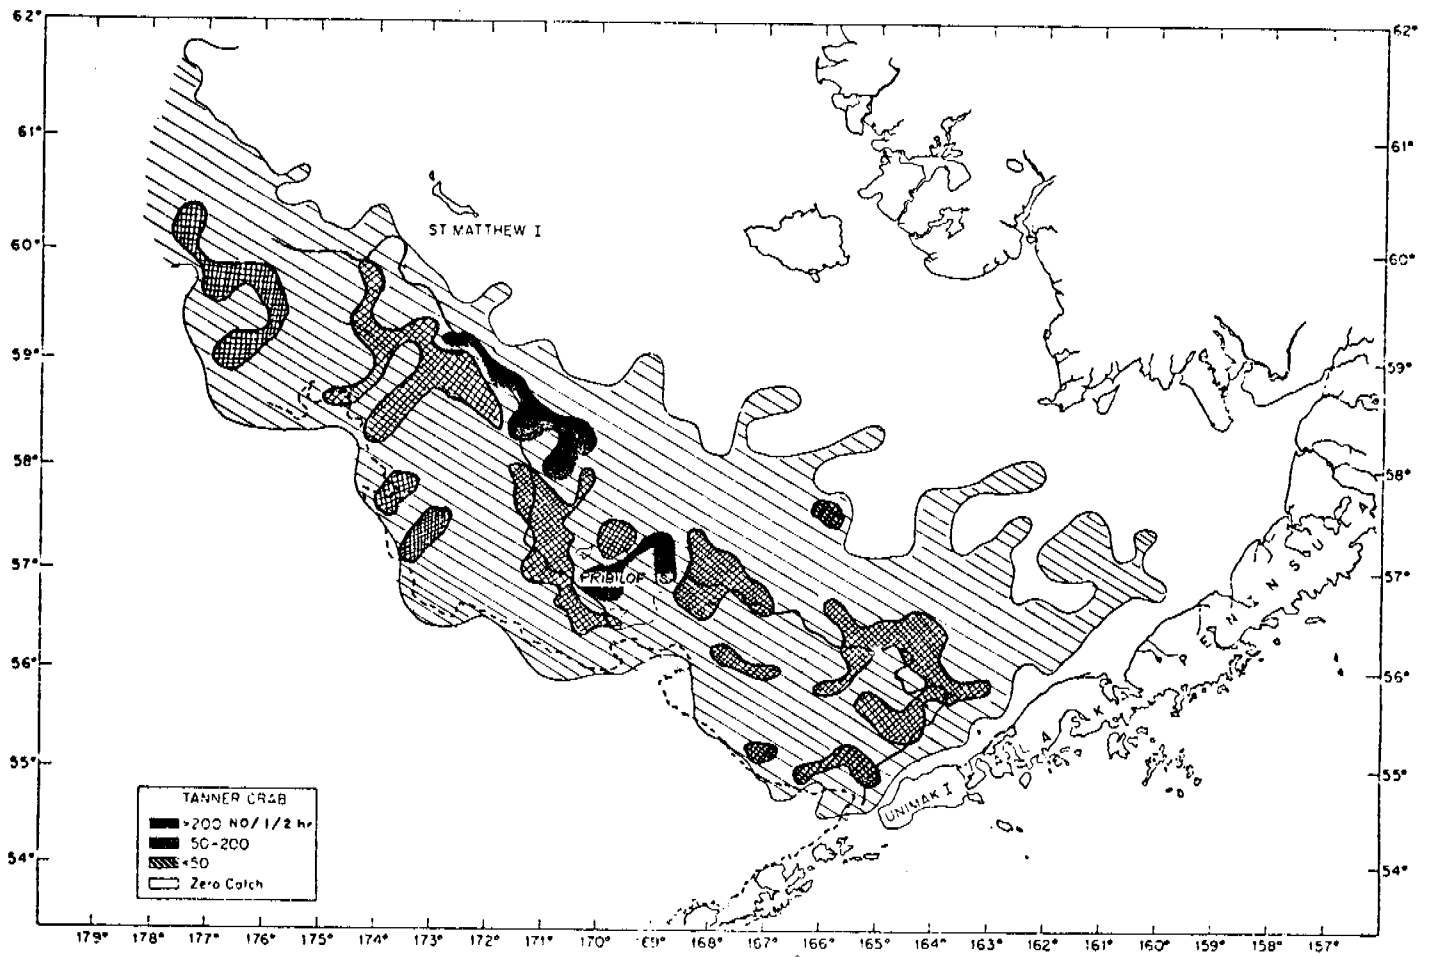 62°
62°
61°
61°
ST MATTHEW I
60°
60°
59°
59°
58°
58°
57°
57°
PRIBILOF IS
56°
56°
55°
55°
54°
54°
ALASKA PENINSULA
UNIMAK I
TANNER CRAB
>200 NO/1/2 hr
50-200
<50
Zero Catch
179° 178° 177° 176° 175° 174° 173° 172° 171° 170° 169° 168° 167° 166° 165° 164° 163° 162° 161° 160° 159° 158° 157°